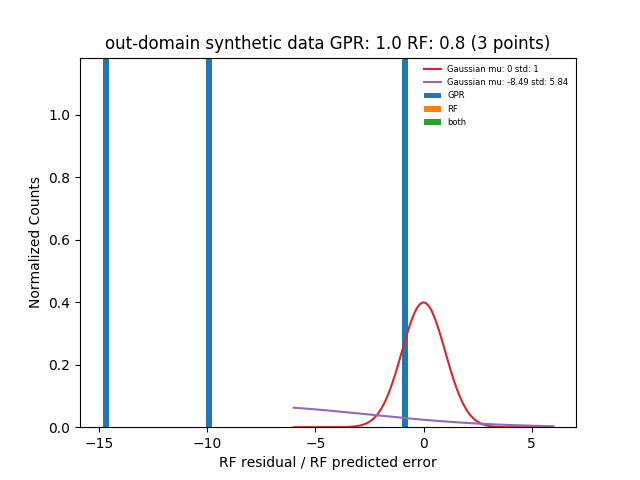 out-domain synthetic data GPR: 1.0 RF: 0.8 (3 points)
Gaussian mu: 0 std: 1
Gaussian mu: -8.49 std: 5.84
GPR
RF
both
Normalized Counts
1.0
0.8
0.6
0.4
0.2
0.0
−15 −10 −5 0 5
RF residual / RF predicted error